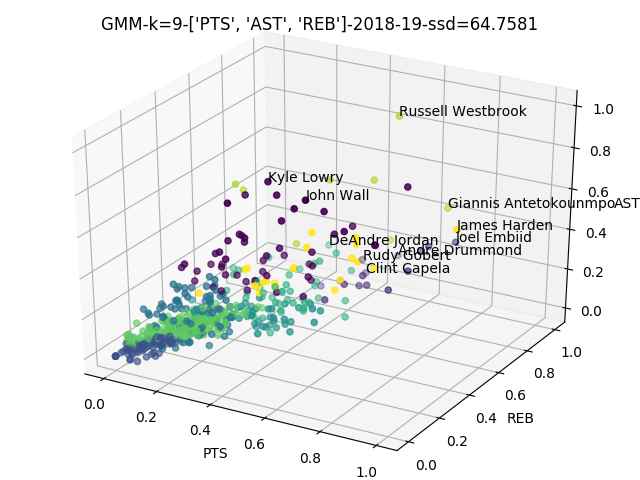 GMM-k=9-['PTS', 'AST', 'REB']-2018-19-ssd=64.7581
Russell Westbrook
Kyle Lowry
John Wall
Giannis Antetokounmpo
AST
James Harden
DeAndre Jordan
Joel Embid
Andre Drummond
Rudy Gobert
Clint Capela
1.0
0.8
0.6
0.4
0.2
0.0
0.0
0.2
0.4
0.6
0.8
1.0
PTS
0.0
0.2
0.4
0.6
0.8
1.0
REB